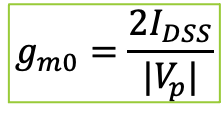 g_{m0} = \frac{2I_{DSS}}{|V_p|}